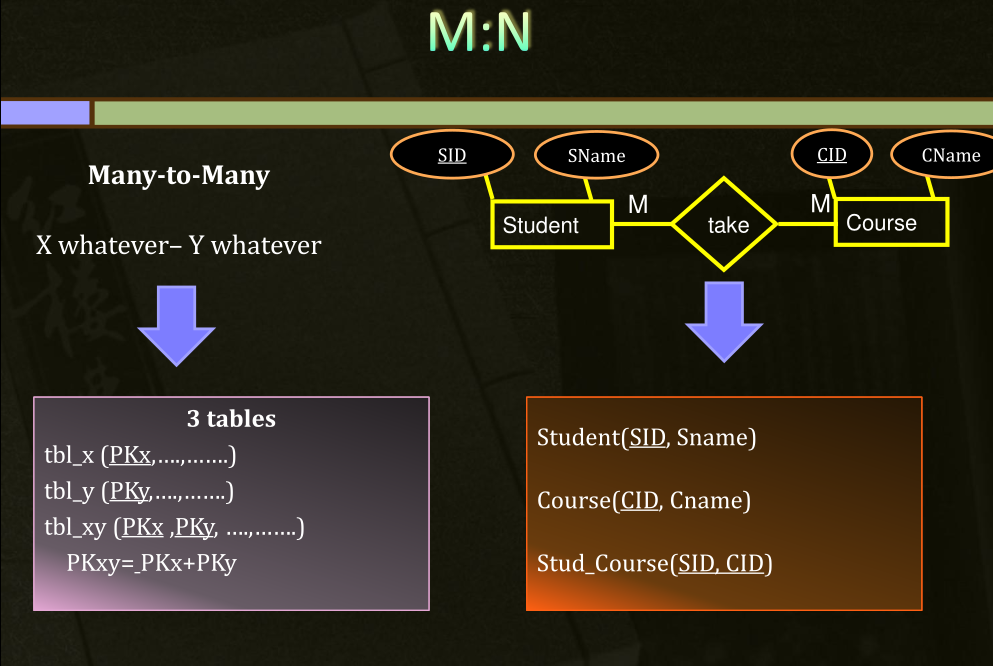 M:N
Many-to-Many
X whatever– Y whatever
SID
SName
CID
CName
Student
M
take
M
Course
3 tables
tbl_x (PKx,….,…….)
tbl_y (PKy,….,…….)
tbl_xy (PKx ,PKy, ….,…….)
PKxy= PKx+PKy
Student(SID, Sname)
Course(CID, Cname)
Stud_Course(SID, CID)